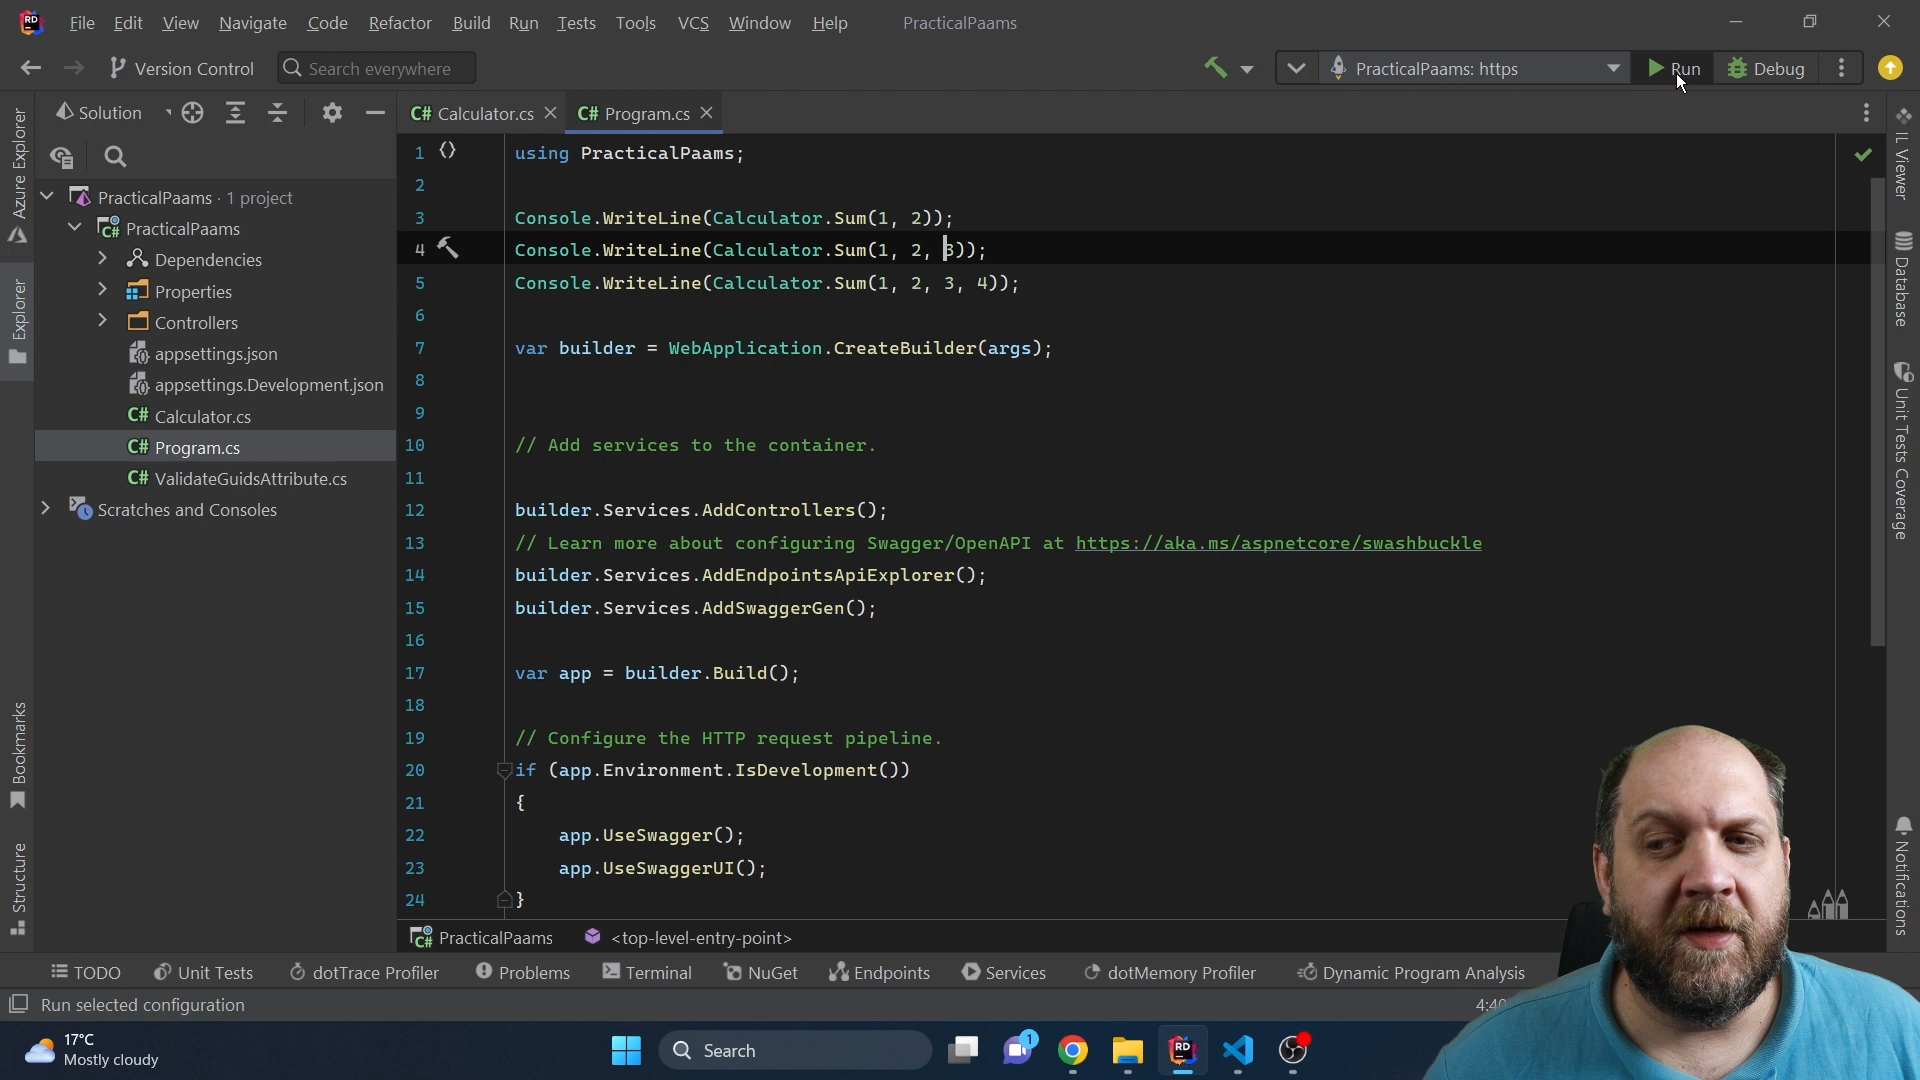 RD File Edit View Navigate Code Refactor Build Run Tests Tools VCS Window Help PracticalPaams
Version Control Search everywhere PracticalPaams: https Run Debug
Solution
C# Calculator.cs C# Program.cs
Azure Explorer
Explorer
Bookmarks
Structure
PracticalPaams · 1 project
C# PracticalPaams
Dependencies
Properties
Controllers
appsettings.json
appsettings.Development.json
C# Calculator.cs
C# Program.cs
C# ValidateGuidsAttribute.cs
Scratches and Consoles
1 using PracticalPaams;
2
3 Console.WriteLine(Calculator.Sum(1, 2));
4 Console.WriteLine(Calculator.Sum(1, 2, 3));
5 Console.WriteLine(Calculator.Sum(1, 2, 3, 4));
6
7 var builder = WebApplication.CreateBuilder(args);
8
9
10 // Add services to the container.
11
12 builder.Services.AddControllers();
13 // Learn more about configuring Swagger/OpenAPI at https://aka.ms/aspnetcore/swashbuckle
14 builder.Services.AddEndpointsApiExplorer();
15 builder.Services.AddSwaggerGen();
16
17 var app = builder.Build();
18
19 // Configure the HTTP request pipeline.
20 if (app.Environment.IsDevelopment())
21 {
22 app.UseSwagger();
23 app.UseSwaggerUI();
24 }
IL Viewer
Database
Unit Tests Coverage
Notifications
C# PracticalPaams <top-level-entry-point>
TODO Unit Tests dotTrace Profiler Problems Terminal NuGet Endpoints Services dotMemory Profiler Dynamic Program Analysis
Run selected configuration 4:40
17°C
Mostly cloudy
Search
1
RD